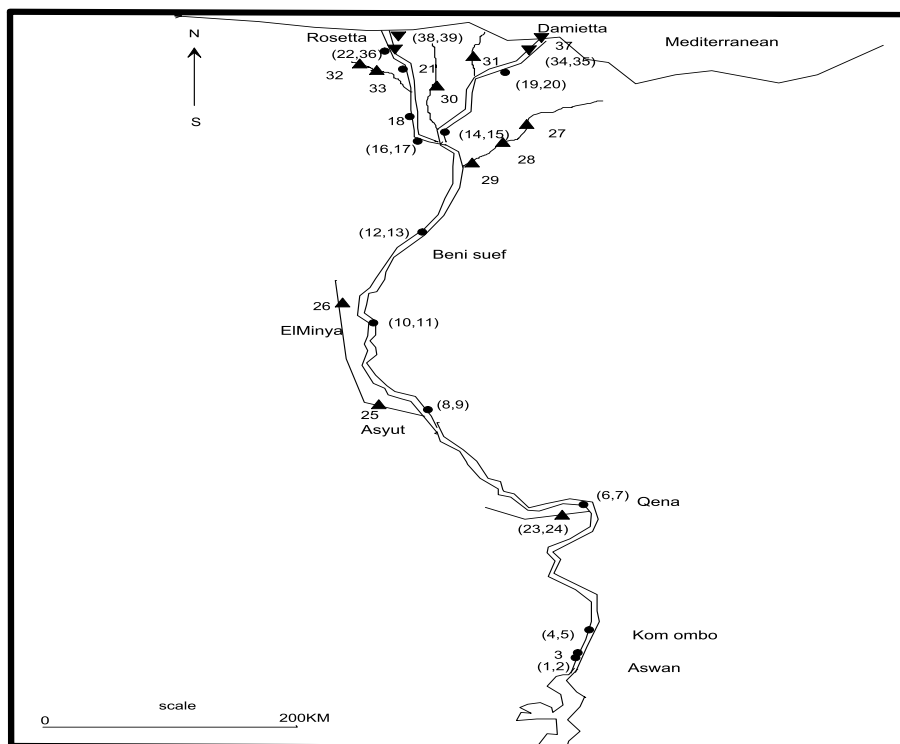 Damietta
N
Rosetta
(38,39)
37
Mediterranean
(22,36)
(34,35)
32
21
31
33
(19,20)
30
S
18
(14,15)
27
(16,17)
28
29
(12,13)
Beni suef
26
(10,11)
ElMinya
(8,9)
25
Asyut
(6,7)
Qena
(23,24)
(4,5)
Kom ombo
3
(1,2)
Aswan
scale
0
200KM